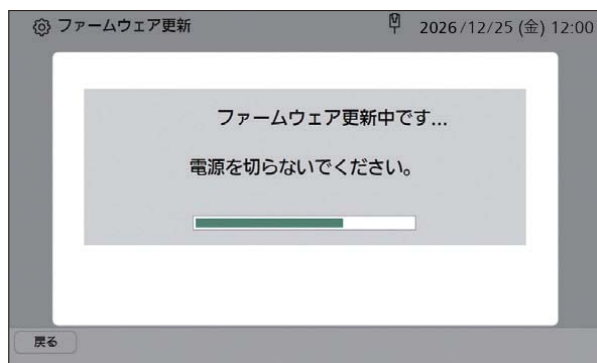 ファームウェア更新
2026/12/25 (金) 12:00
ファームウェア更新中です...
電源を切らないでください。
戻る